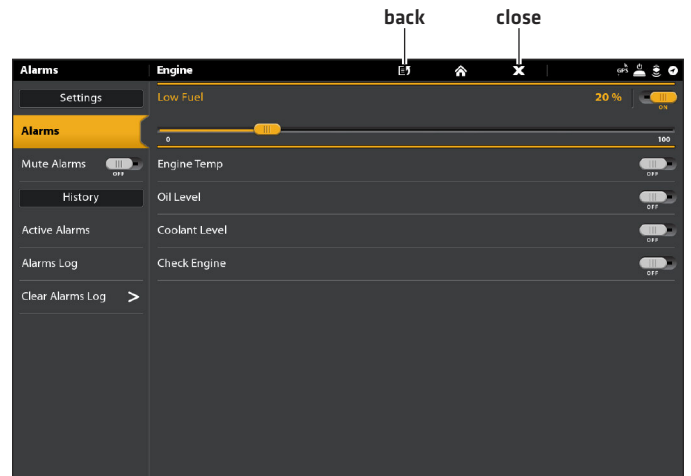 back close
Alarms Engine
GPS
Settings
Low Fuel 20 % ON
Alarms
0 100
Mute Alarms OFF
Engine Temp OFF
History
Oil Level OFF
Active Alarms
Coolant Level OFF
Alarms Log
Check Engine OFF
Clear Alarms Log >